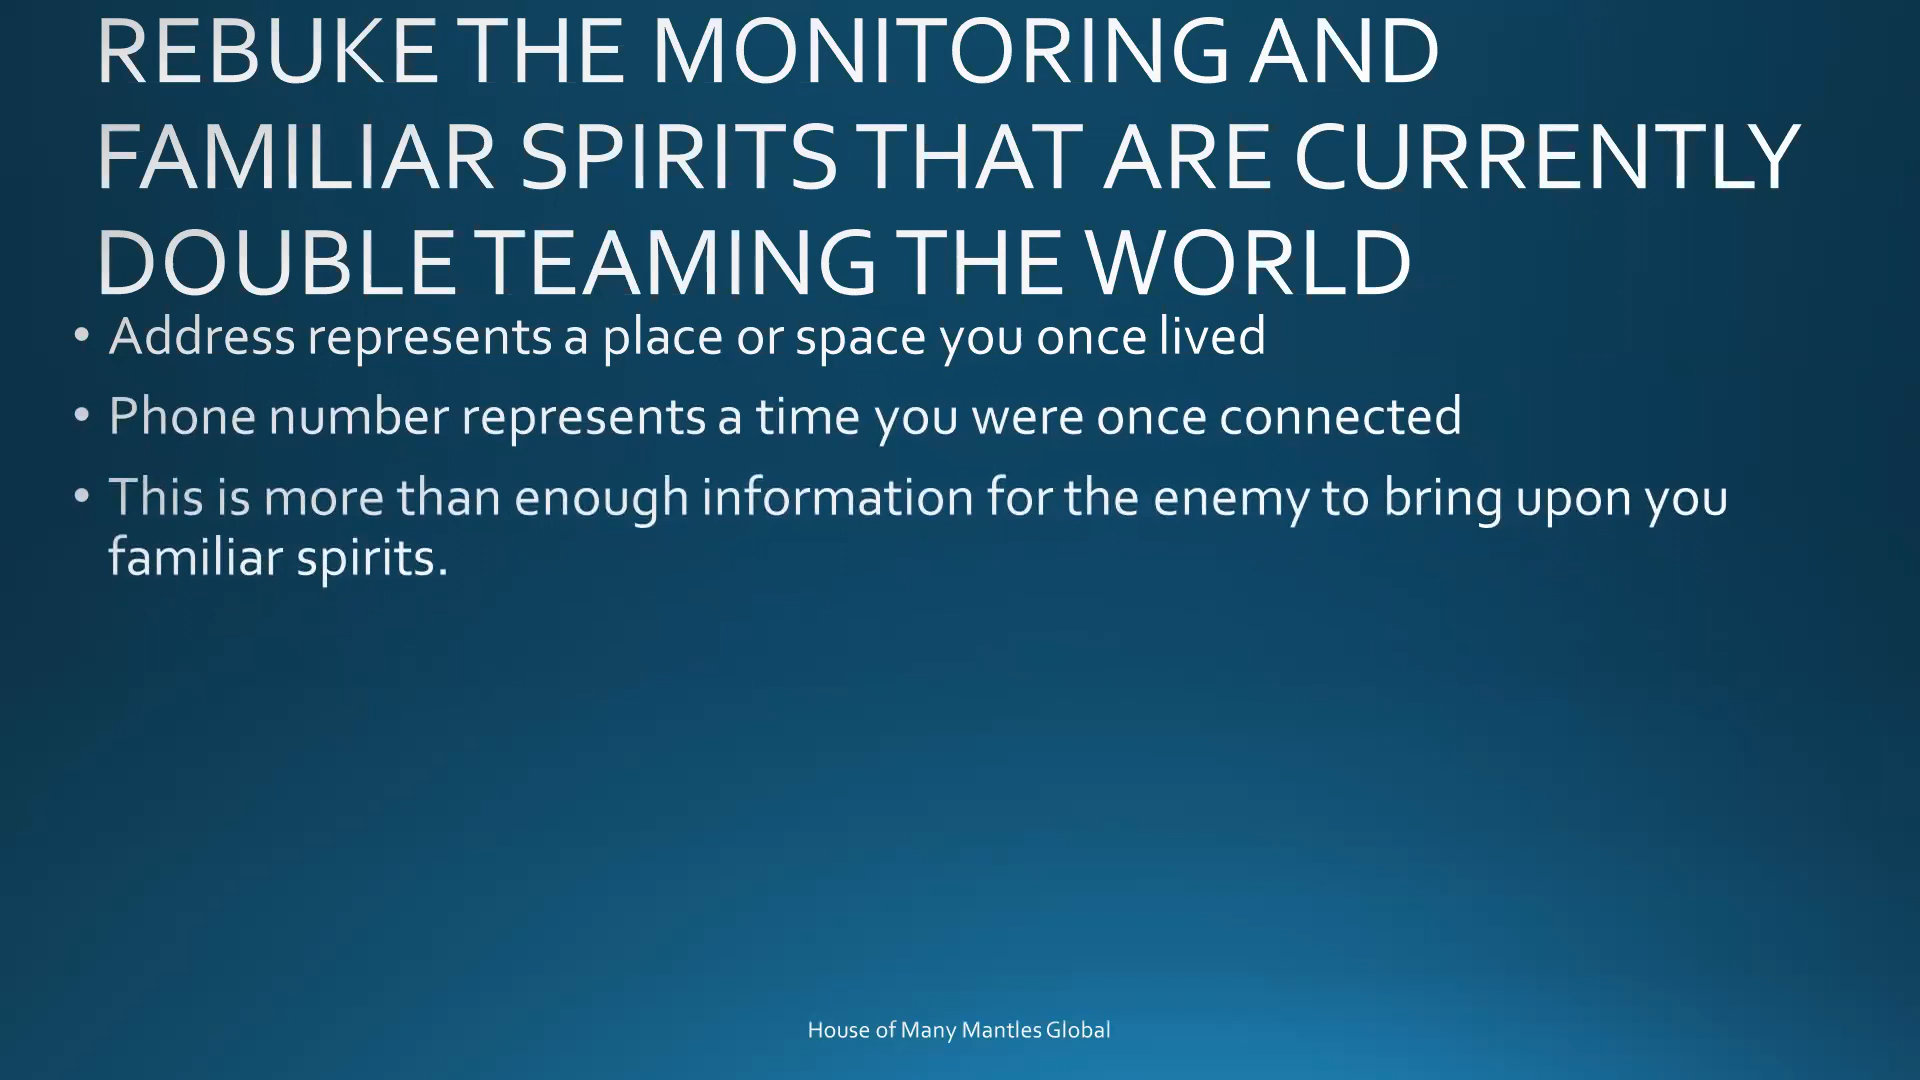 REBUKE THE MONITORING AND
FAMILIAR SPIRITS THAT ARE CURRENTLY
DOUBLE TEAMING THE WORLD
• Address represents a place or space you once lived
• Phone number represents a time you were once connected
• This is more than enough information for the enemy to bring upon you
familiar spirits.
House of Many Mantles Global